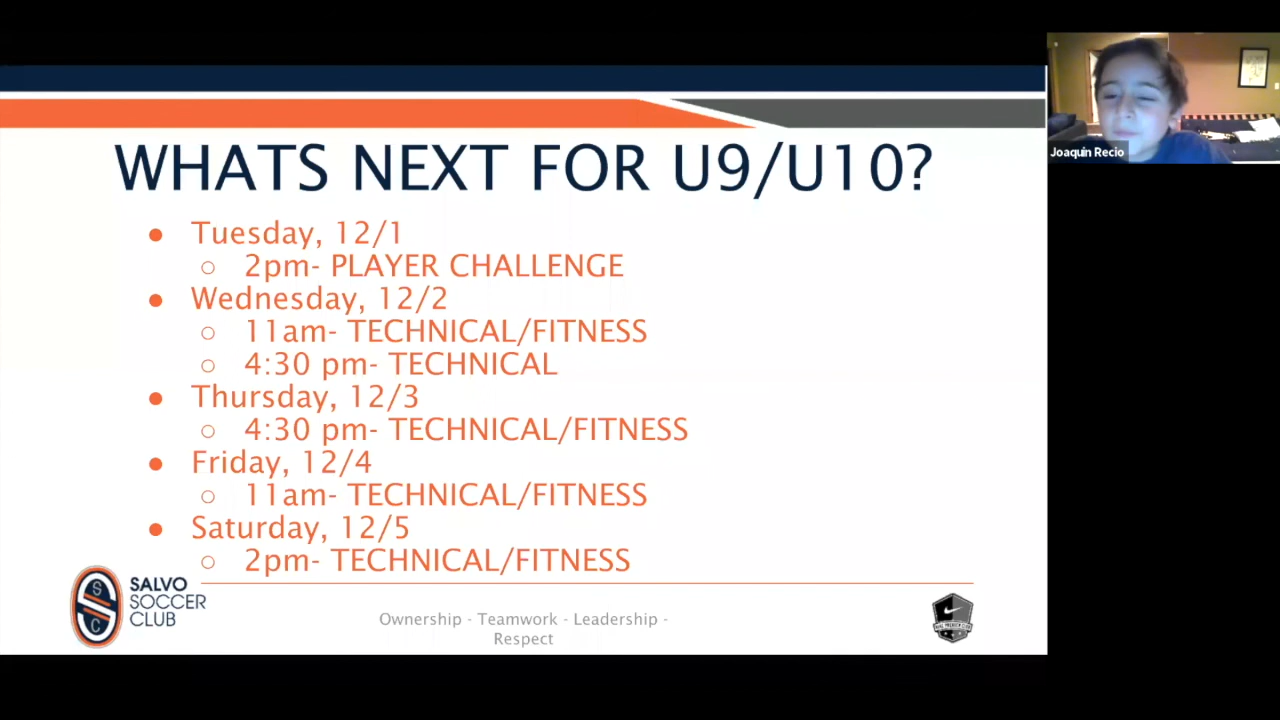 WHATS NEXT FOR U9/U10?
● Tuesday, 12/1
○ 2pm- PLAYER CHALLENGE
● Wednesday, 12/2
○ 11am- TECHNICAL/FITNESS
○ 4:30 pm- TECHNICAL
● Thursday, 12/3
○ 4:30 pm- TECHNICAL/FITNESS
● Friday, 12/4
○ 11am- TECHNICAL/FITNESS
● Saturday, 12/5
○ 2pm- TECHNICAL/FITNESS
S
C
SALVO
SOCCER
CLUB
Ownership - Teamwork - Leadership -
Respect
Joaquín Recio